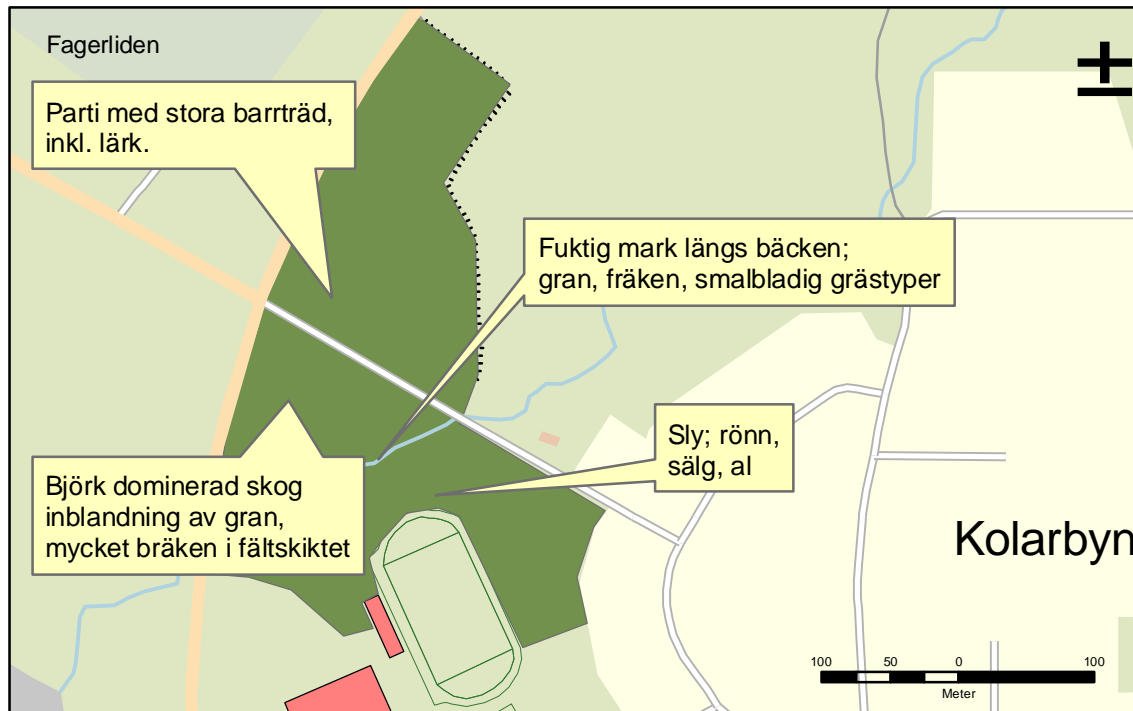 Fagerliden
Parti med stora barrträd,
inkl. lärk.
Fuktig mark längs bäcken;
gran, fräken, smalbladig grästyper
Sly; rönn,
sälg, al
Björk dominerad skog
inblandning av gran,
mycket bräken i fältskiktet
Kolarbyn
100 50 0 100
Meter